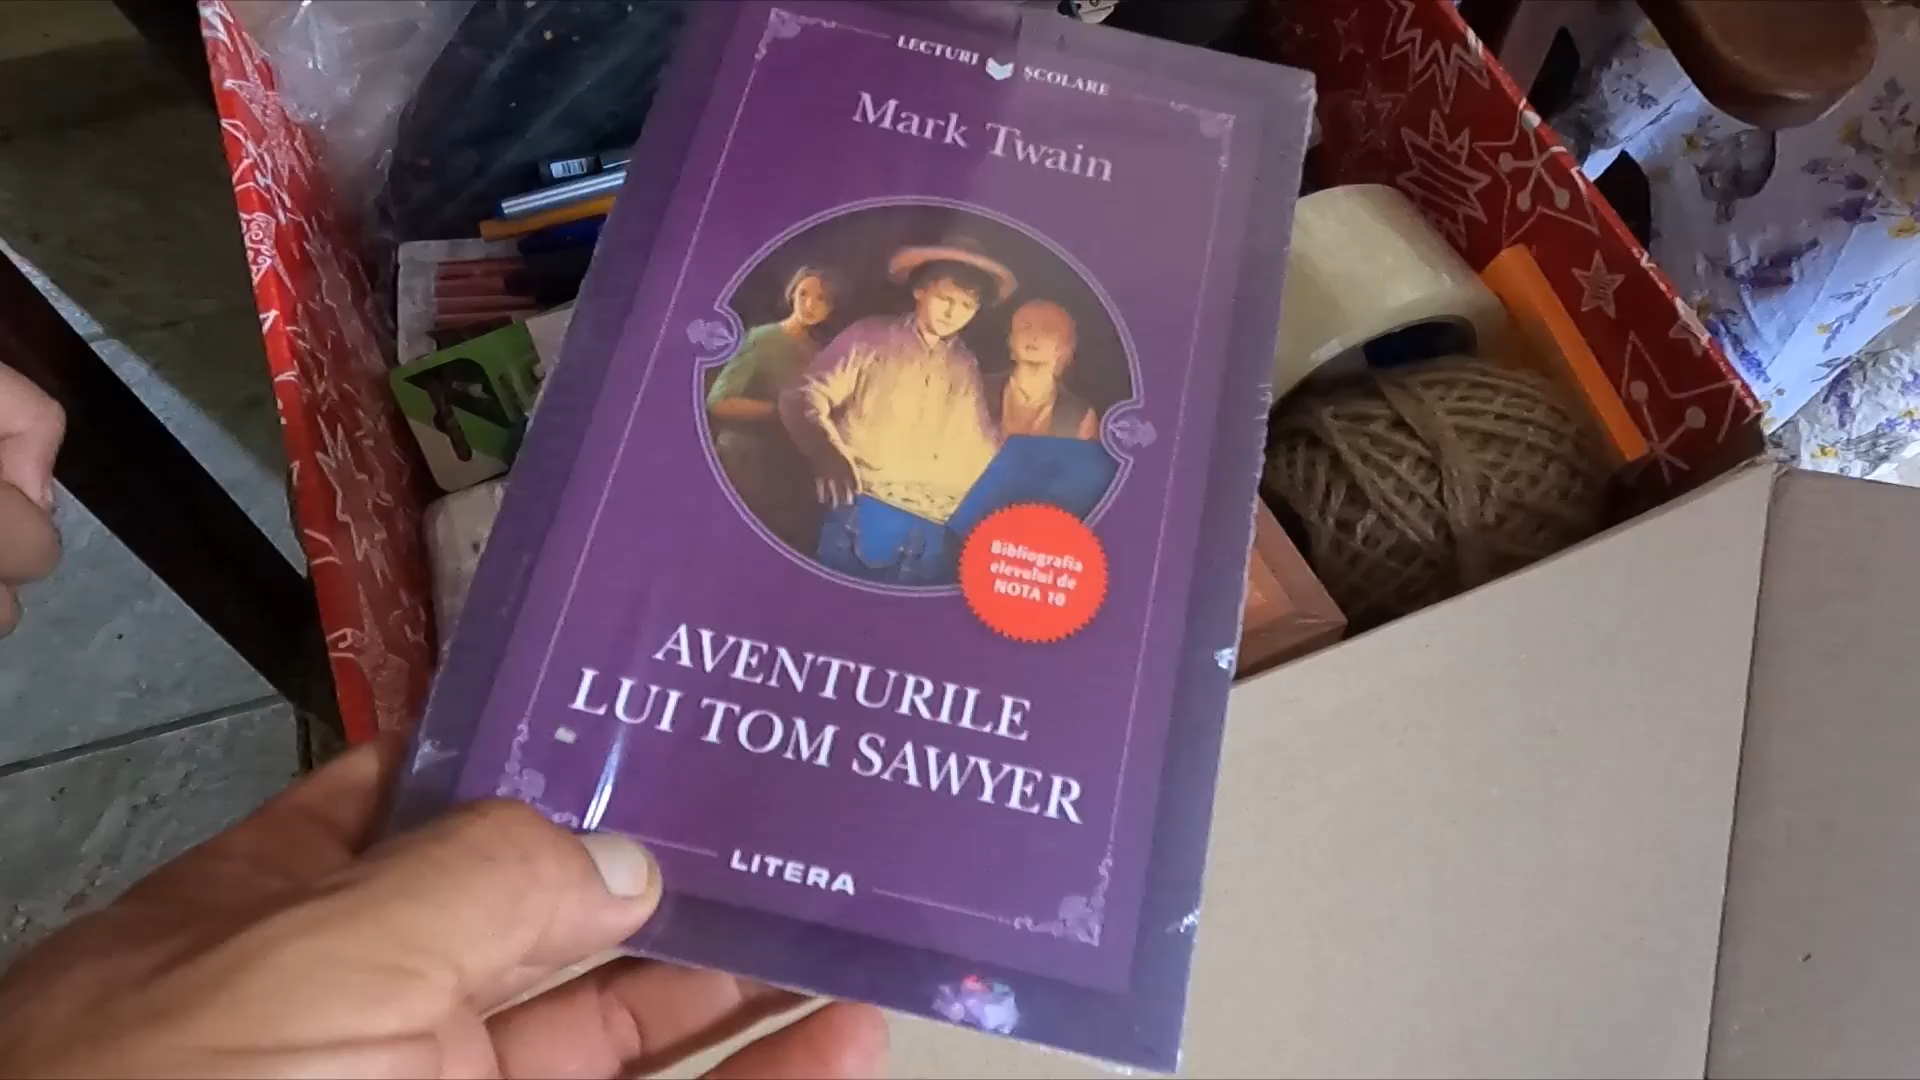 LECTURI ȘCOLARE
Mark Twain
Bibliografia
elevului de
NOTA 10
AVENTURILE
LUI TOM SAWYER
LITERA